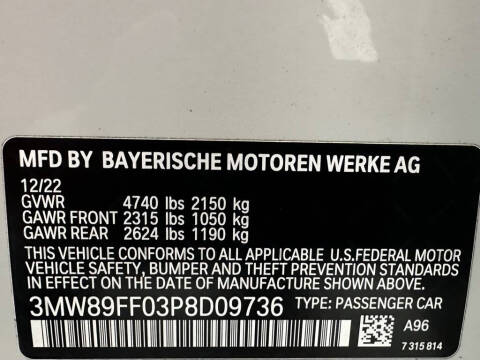 MFD BY BAYERISCHE MOTOREN WERKE AG
12/22
GVWR 4740 lbs 2150 kg
GAWR FRONT 2315 lbs 1050 kg
GAWR REAR 2624 lbs 1190 kg
THIS VEHICLE CONFORMS TO ALL APPLICABLE U.S.FEDERAL MOTOR
VEHICLE SAFETY, BUMPER AND THEFT PREVENTION STANDARDS
IN EFFECT ON THE DATE OF MANUFACTURE SHOWN ABOVE.
3MW89FF03P8D09736 TYPE: PASSENGER CAR
A96
7 315 814